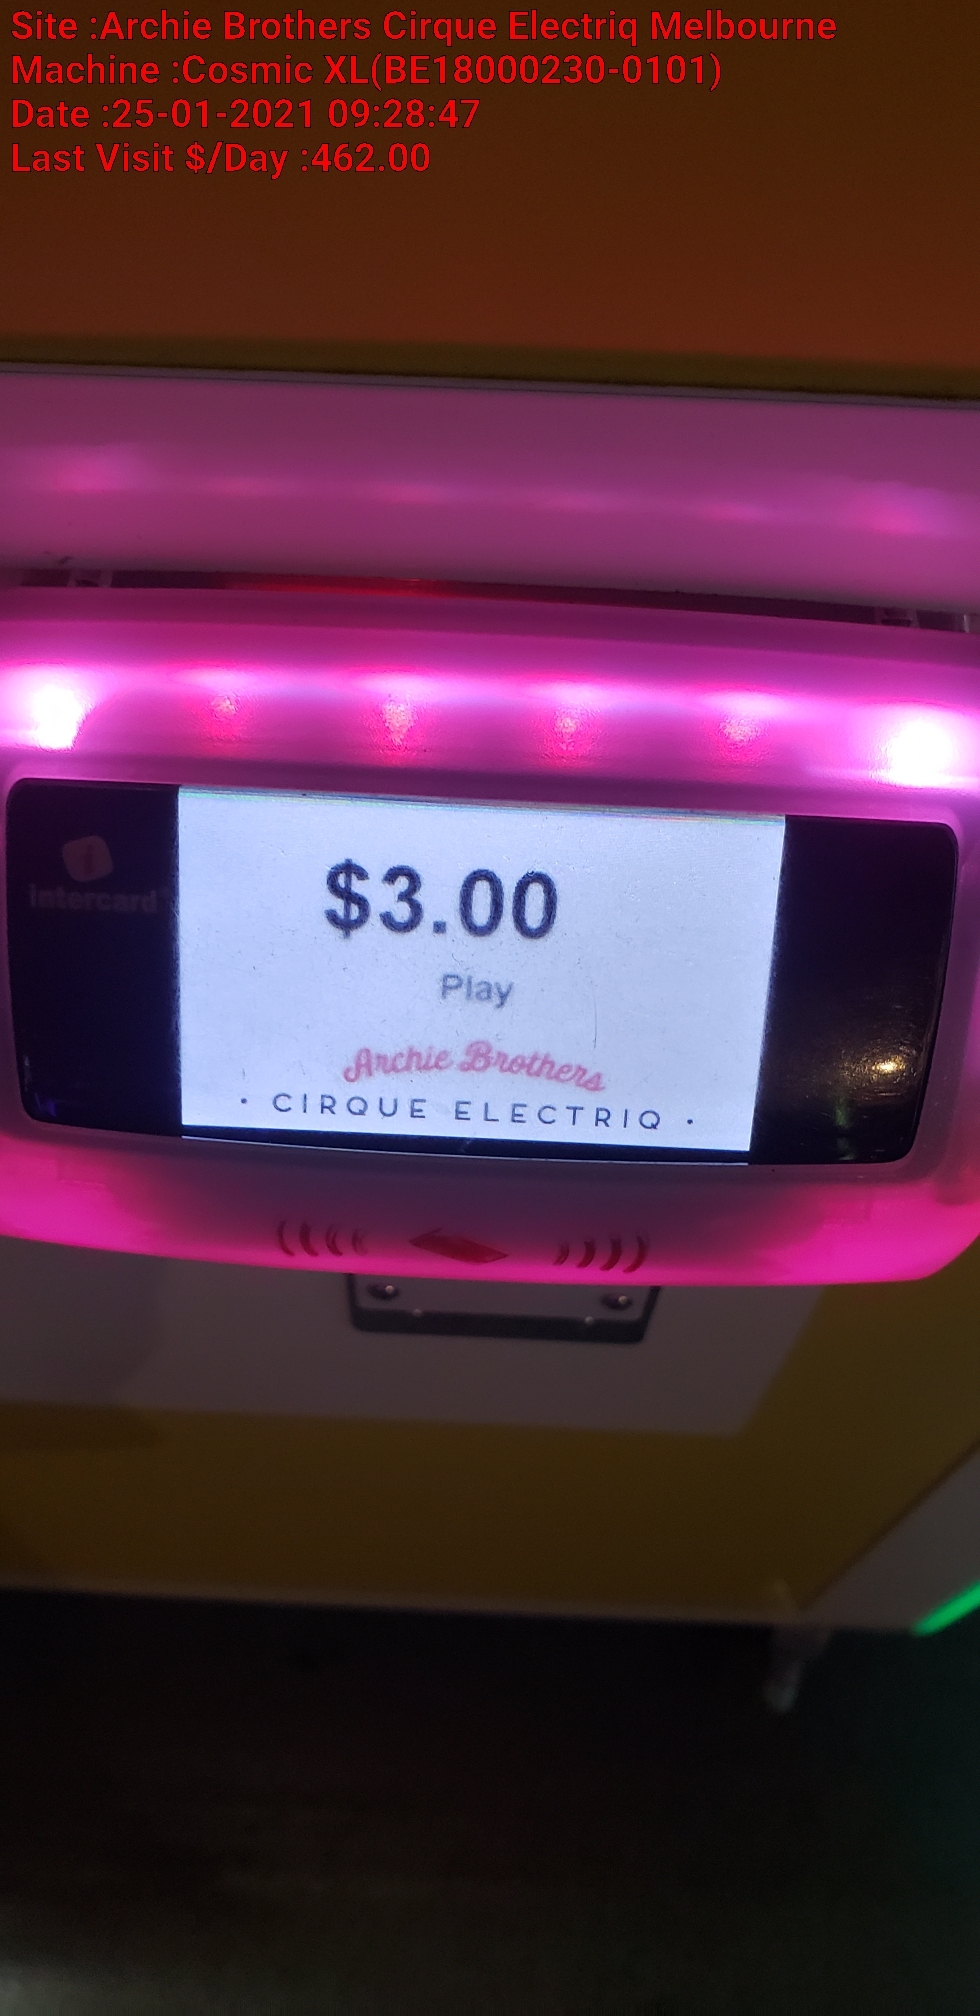 Site :Archie Brothers Cirque Electriq Melbourne
Machine :Cosmic XL(BE18000230-0101)
Date :25-01-2021 09:28:47
Last Visit $/Day :462.00
intercard
$3.00
Play
Archie Brothers
· CIRQUE ELECTRIQ ·